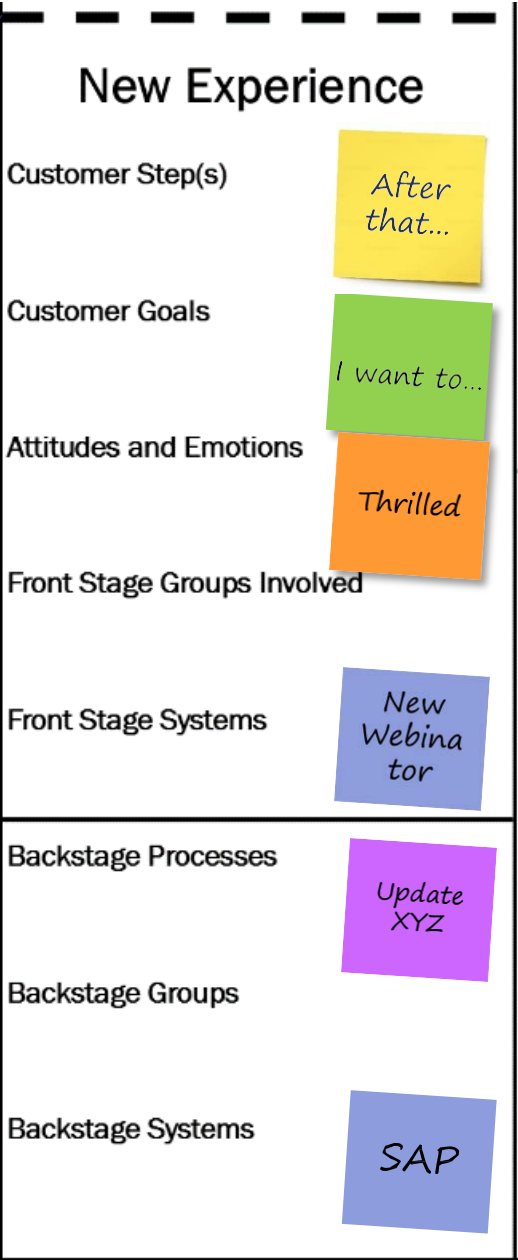 New Experience
Customer Step(s)
After
that...
Customer Goals
I want to...
Attitudes and Emotions
Thrilled
Front Stage Groups Involved
Front Stage Systems
New
Webina
tor
Backstage Processes
Update
XYZ
Backstage Groups
Backstage Systems
SAP